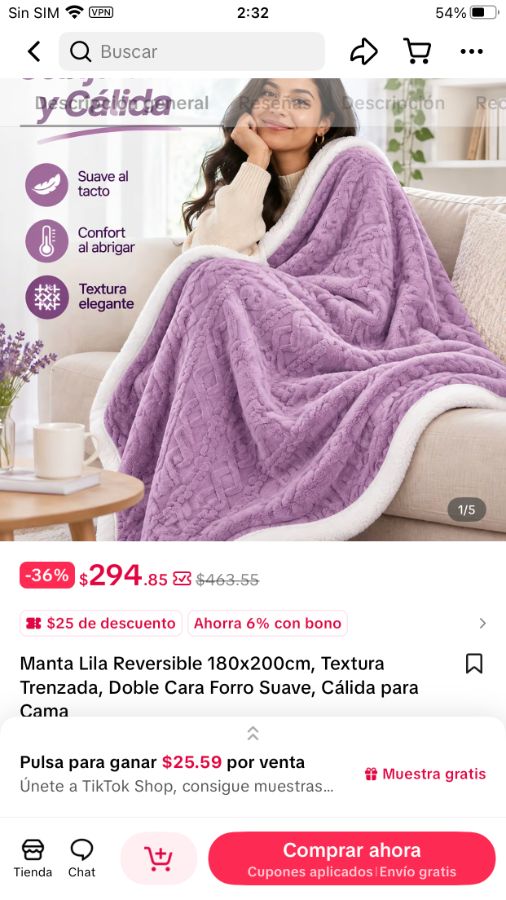 Sin SIM VPN 2:32 54%
Buscar
y Cálida
Descripción general Reseñas Descripción Rec
Suave al
tacto
Confort
al abrigar
Textura
elegante
1/5
-36% $294.85 $463.55
$25 de descuento Ahorra 6% con bono
Manta Lila Reversible 180x200cm, Textura
Trenzada, Doble Cara Forro Suave, Cálida para
Cama
Pulsa para ganar $25.59 por venta
Únete a TikTok Shop, consigue muestras...
Muestra gratis
Tienda Chat
Comprar ahora
Cupones aplicados | Envío gratis